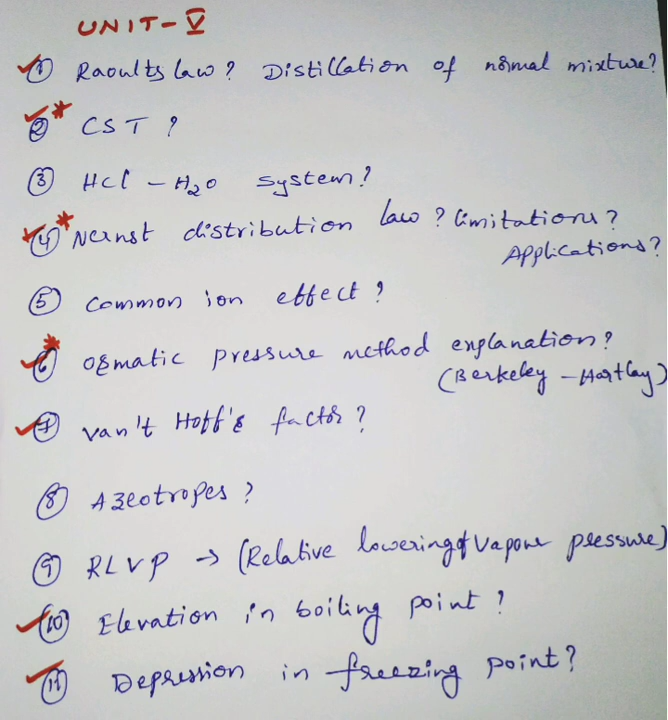 UNIT-V
① Raoults law? Distillation of normal mixture?
② * CST?
③ HCl - H₂O system?
④ * Nernst distribution law? limitations?
Applications?
⑤ Common ion effect?
⑥ * Osmatic pressure method explanation?
(Berkeley - Hartlay)
⑦ Van't Hoff's factor?
⑧ Azeotropes?
⑨ RLVP → (Relative lowering of Vapour pressure)
⑩ Elevation in boiling point?
⑪ Depression in freezing point?